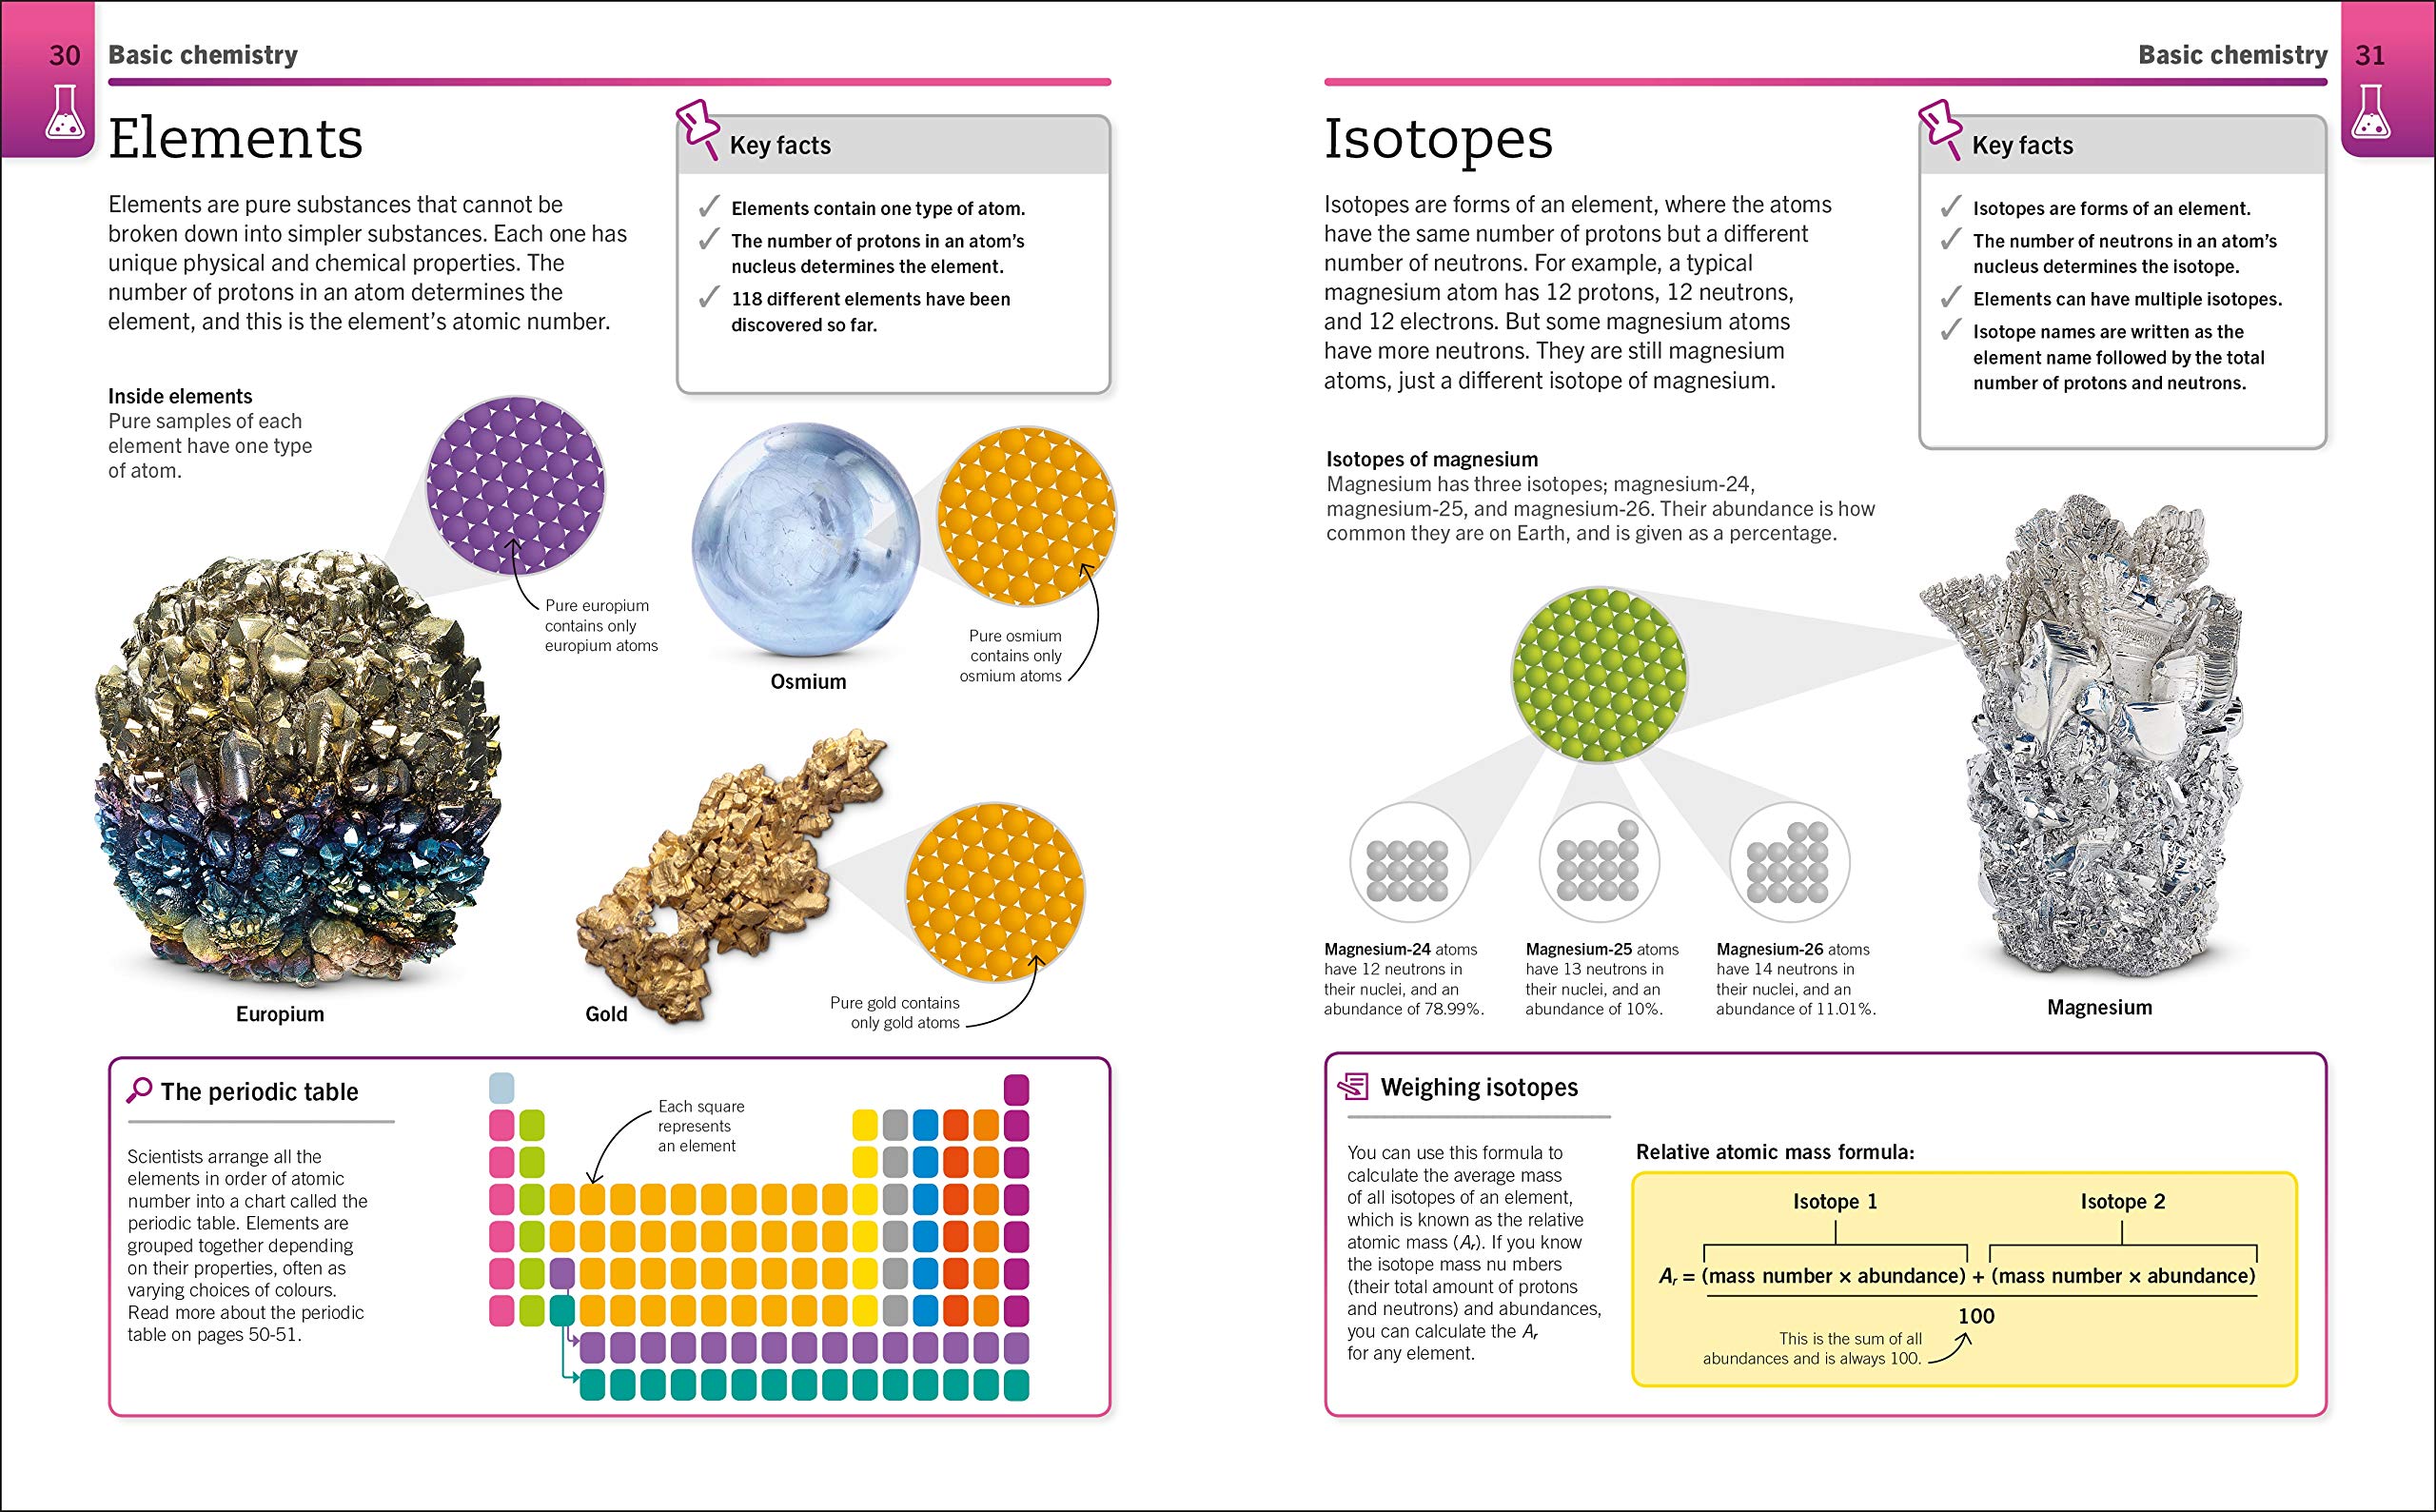 30
Basic chemistry
Elements
Elements are pure substances that cannot be
broken down into simpler substances. Each one has
unique physical and chemical properties. The
number of protons in an atom determines the
element, and this is the element’s atomic number.
Key facts
Elements contain one type of atom.
The number of protons in an atom’s
nucleus determines the element.
118 different elements have been
discovered so far.
Inside elements
Pure samples of each
element have one type
of atom.
Pure europium
contains only
europium atoms
Osmium
Pure osmium
contains only
osmium atoms
Europium
Gold
Pure gold contains
only gold atoms
The periodic table
Scientists arrange all the
elements in order of atomic
number into a chart called the
periodic table. Elements are
grouped together depending
on their properties, often as
varying choices of colours.
Read more about the periodic
table on pages 50-51.
Each square
represents
an element
Basic chemistry
31
Isotopes
Isotopes are forms of an element, where the atoms
have the same number of protons but a different
number of neutrons. For example, a typical
magnesium atom has 12 protons, 12 neutrons,
and 12 electrons. But some magnesium atoms
have more neutrons. They are still magnesium
atoms, just a different isotope of magnesium.
Key facts
Isotopes are forms of an element.
The number of neutrons in an atom’s
nucleus determines the isotope.
Elements can have multiple isotopes.
Isotope names are written as the
element name followed by the total
number of protons and neutrons.
Isotopes of magnesium
Magnesium has three isotopes; magnesium-24,
magnesium-25, and magnesium-26. Their abundance is how
common they are on Earth, and is given as a percentage.
Magnesium-24 atoms
have 12 neutrons in
their nuclei, and an
abundance of 78.99%.
Magnesium-25 atoms
have 13 neutrons in
their nuclei, and an
abundance of 10%.
Magnesium-26 atoms
have 14 neutrons in
their nuclei, and an
abundance of 11.01%.
Magnesium
Weighing isotopes
You can use this formula to
calculate the average mass
of all isotopes of an element,
which is known as the relative
atomic mass (Aᵣ). If you know
the isotope mass nu mbers
(their total amount of protons
and neutrons) and abundances,
you can calculate the Aᵣ
for any element.
Relative atomic mass formula:
Isotope 1
Isotope 2
Aᵣ = (mass number × abundance) + (mass number × abundance)
100
This is the sum of all
abundances and is always 100.